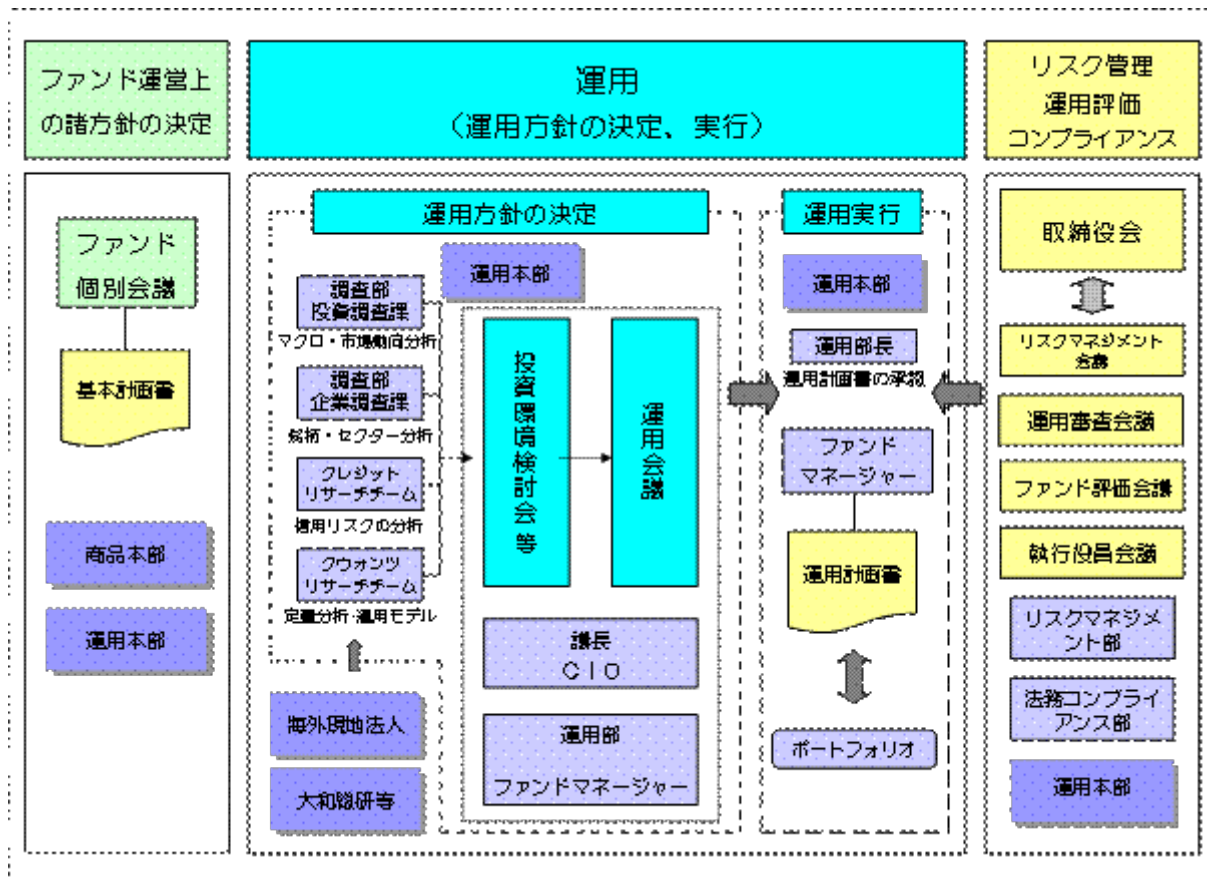 ファンド運営上
の諸方針の決定
運用
（運用方針の決定、実行）
リスク管理
運用評価
コンプライアンス
ファンド
個別会議
基本計画書
商品本部
運用本部
運用方針の決定
運用本部
調査部
投資調査課
マクロ・市場動向分析
調査部
企業調査課
銘柄・セクター分析
クレジット
リサーチチーム
信用リスクの分析
クウォンツ
リサーチチーム
定量分析・運用モデル
海外現地法人
大和総研等
投資環境検討会等
運用会議
議長
ＣＩＯ
運用部
ファンドマネージャー
運用実行
運用本部
運用部長
運用計画書の承認
ファンド
マネージャー
運用計画書
ポートフォリオ
取締役会
リスクマネジメント
会議
運用審査会議
ファンド評価会議
執行役員会議
リスクマネジメ
ント部
法務コンプライ
アンス部
運用本部